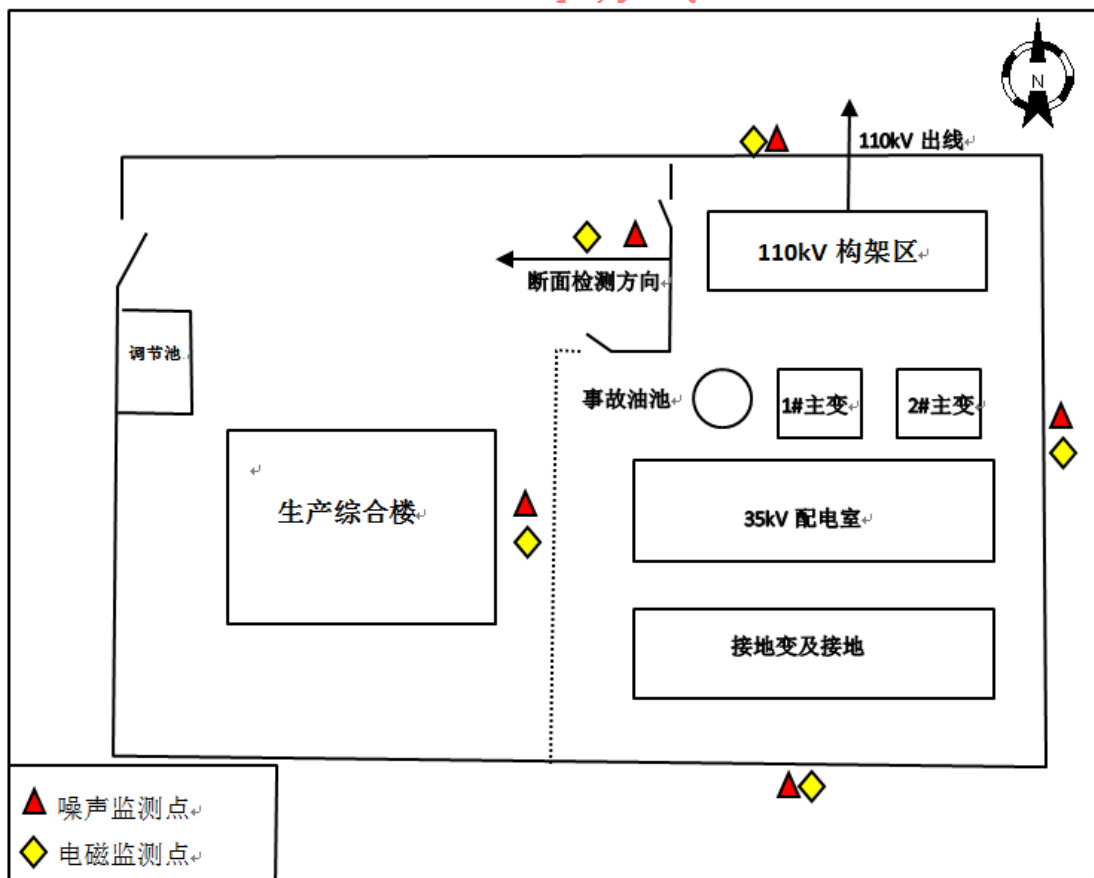 N
110kV 出线
110kV 构架区
断面检测方向
调节池
事故油池
1#主变
2#主变
生产综合楼
35kV 配电室
接地变及接地
噪声监测点
电磁监测点